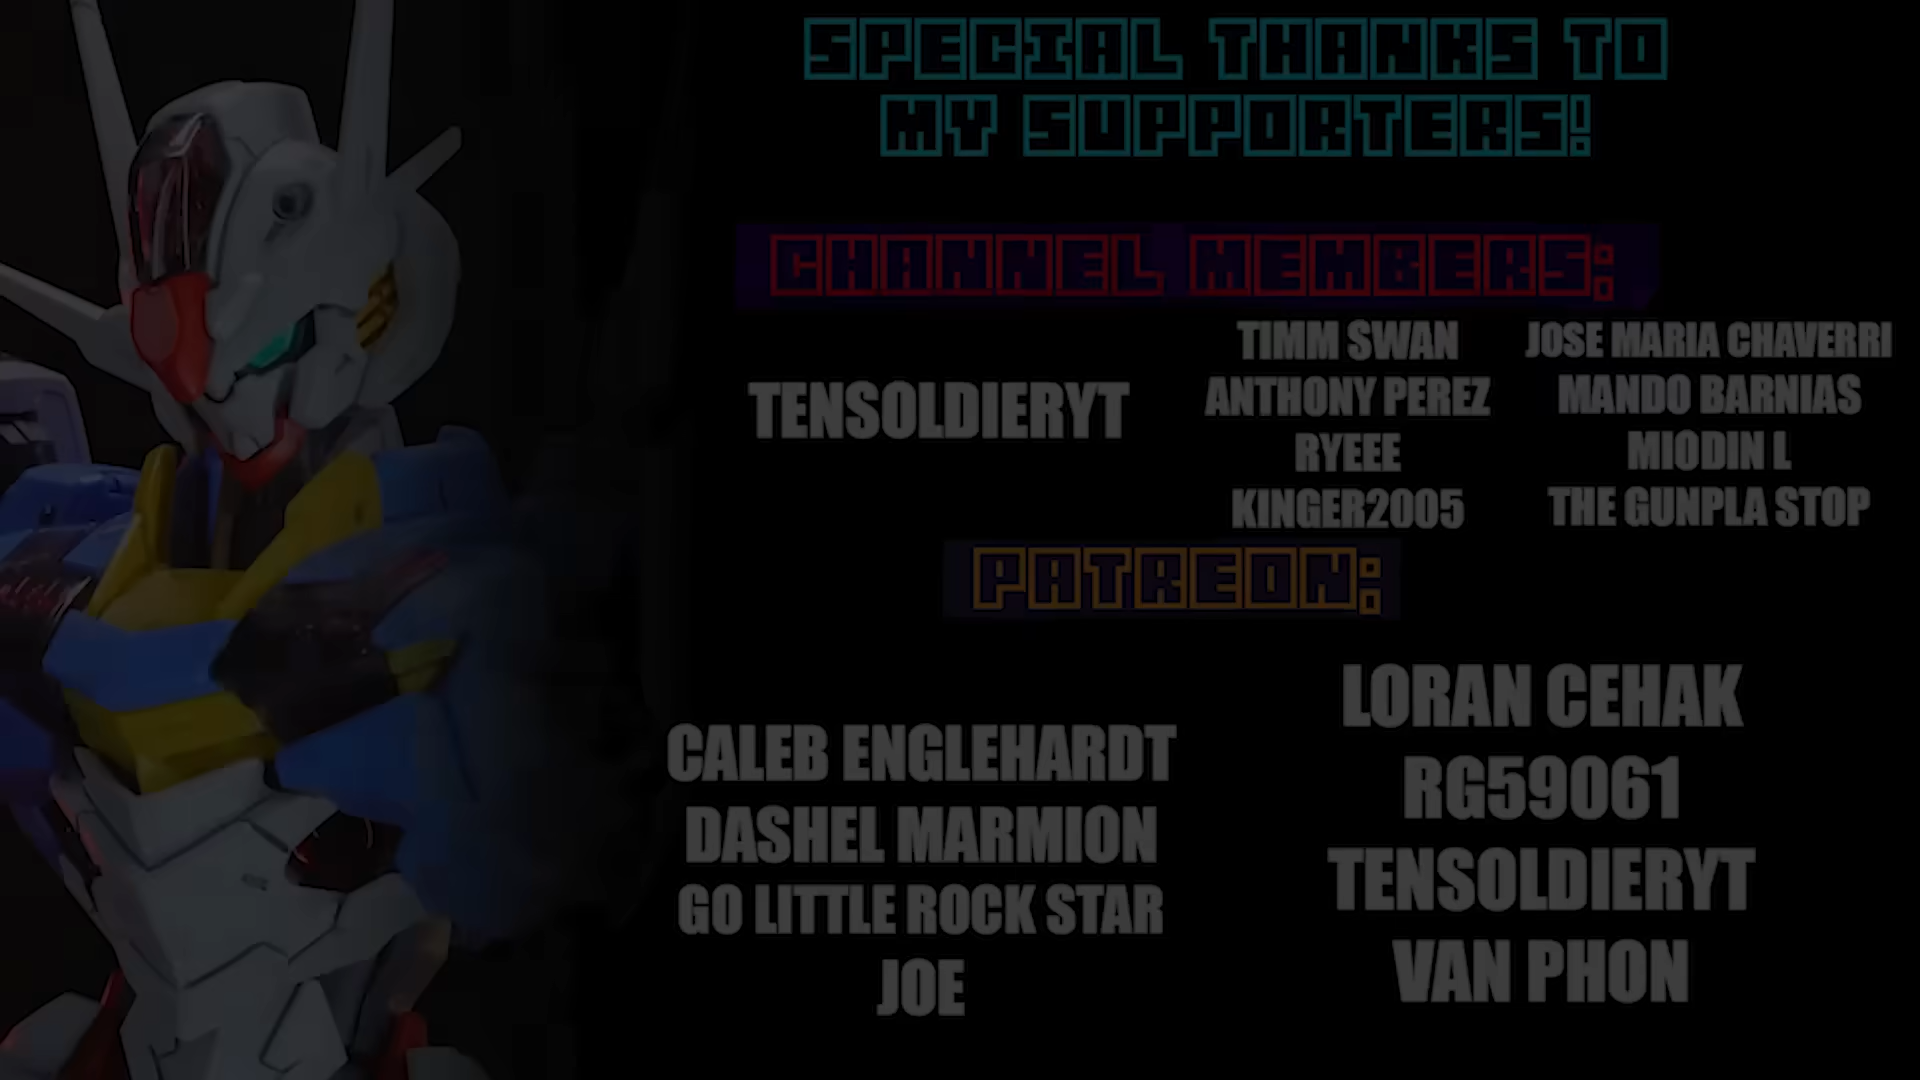 SPECIAL THANKS TO
MY SUPPORTERS!
CHANNEL MEMBERS:
TENSOLDIERYT
TIMM SWAN
ANTHONY PEREZ
RYEEE
KINGER2005
JOSE MARIA CHAVERRI
MANDO BARNIAS
MIODIN L
THE GUNPLA STOP
PATREON:
CALEB ENGLEHARDT
DASHEL MARMION
GO LITTLE ROCK STAR
JOE
LORAN CEHAK
RG59061
TENSOLDIERYT
VAN PHON